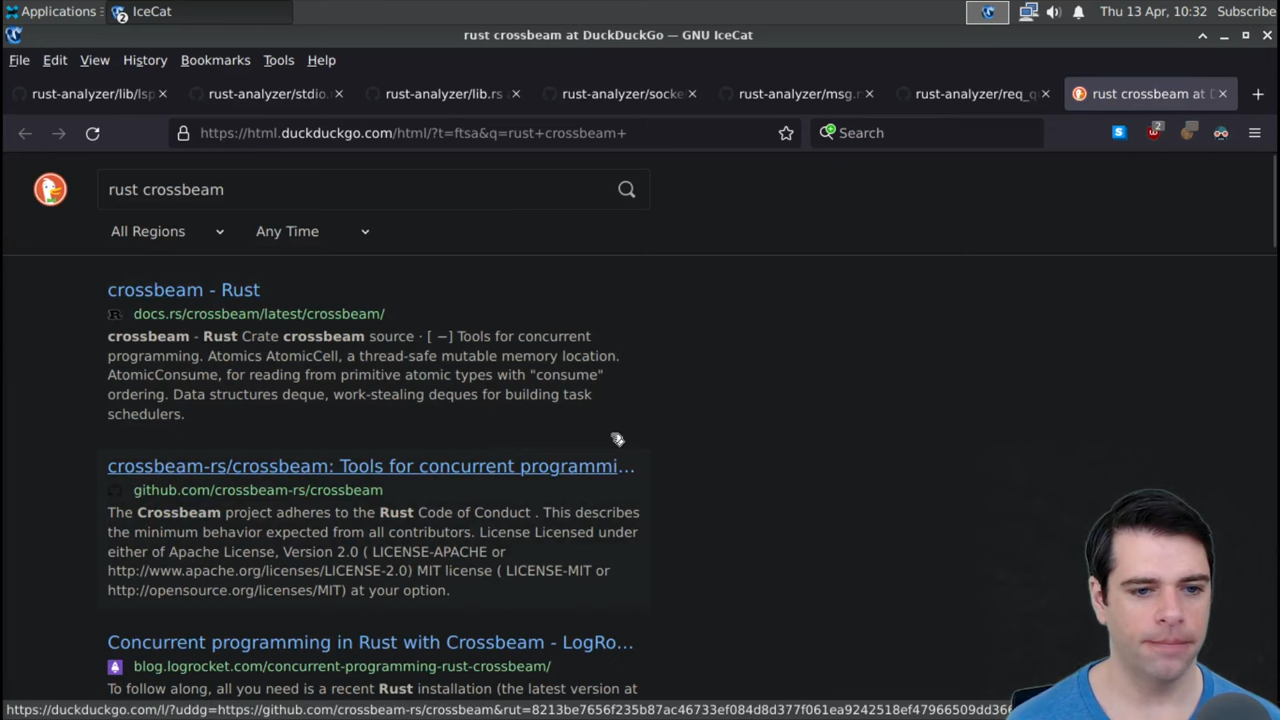 Applications
2
IceCat
Thu 13 Apr, 10:32
Subscribe
rust crossbeam at DuckDuckGo — GNU IceCat
File Edit View History Bookmarks Tools Help
rust-analyzer/lib/lsp
rust-analyzer/stdio.
rust-analyzer/lib.rs
rust-analyzer/socke
rust-analyzer/msg.r
rust-analyzer/req_q
rust crossbeam at D
https://html.duckduckgo.com/html/?t=ftsa&q=rust+crossbeam+
Search
2
rust crossbeam
All Regions
Any Time
crossbeam - Rust
docs.rs/crossbeam/latest/crossbeam/
crossbeam - Rust Crate crossbeam source · [ −] Tools for concurrent
programming. Atomics AtomicCell, a thread-safe mutable memory location.
AtomicConsume, for reading from primitive atomic types with "consume"
ordering. Data structures deque, work-stealing deques for building task
schedulers.
crossbeam-rs/crossbeam: Tools for concurrent programmi...
github.com/crossbeam-rs/crossbeam
The Crossbeam project adheres to the Rust Code of Conduct . This describes
the minimum behavior expected from all contributors. License Licensed under
either of Apache License, Version 2.0 ( LICENSE-APACHE or
http://www.apache.org/licenses/LICENSE-2.0) MIT license ( LICENSE-MIT or
http://opensource.org/licenses/MIT) at your option.
Concurrent programming in Rust with Crossbeam - LogRo...
blog.logrocket.com/concurrent-programming-rust-crossbeam/
To follow along, all you need is a recent Rust installation (the latest version at
https://duckduckgo.com/l/?uddg=https://github.com/crossbeam-rs/crossbeam&rut=8213be7656f235b87ac46733ef084d8d377f061ea9242518ef47966509dd36